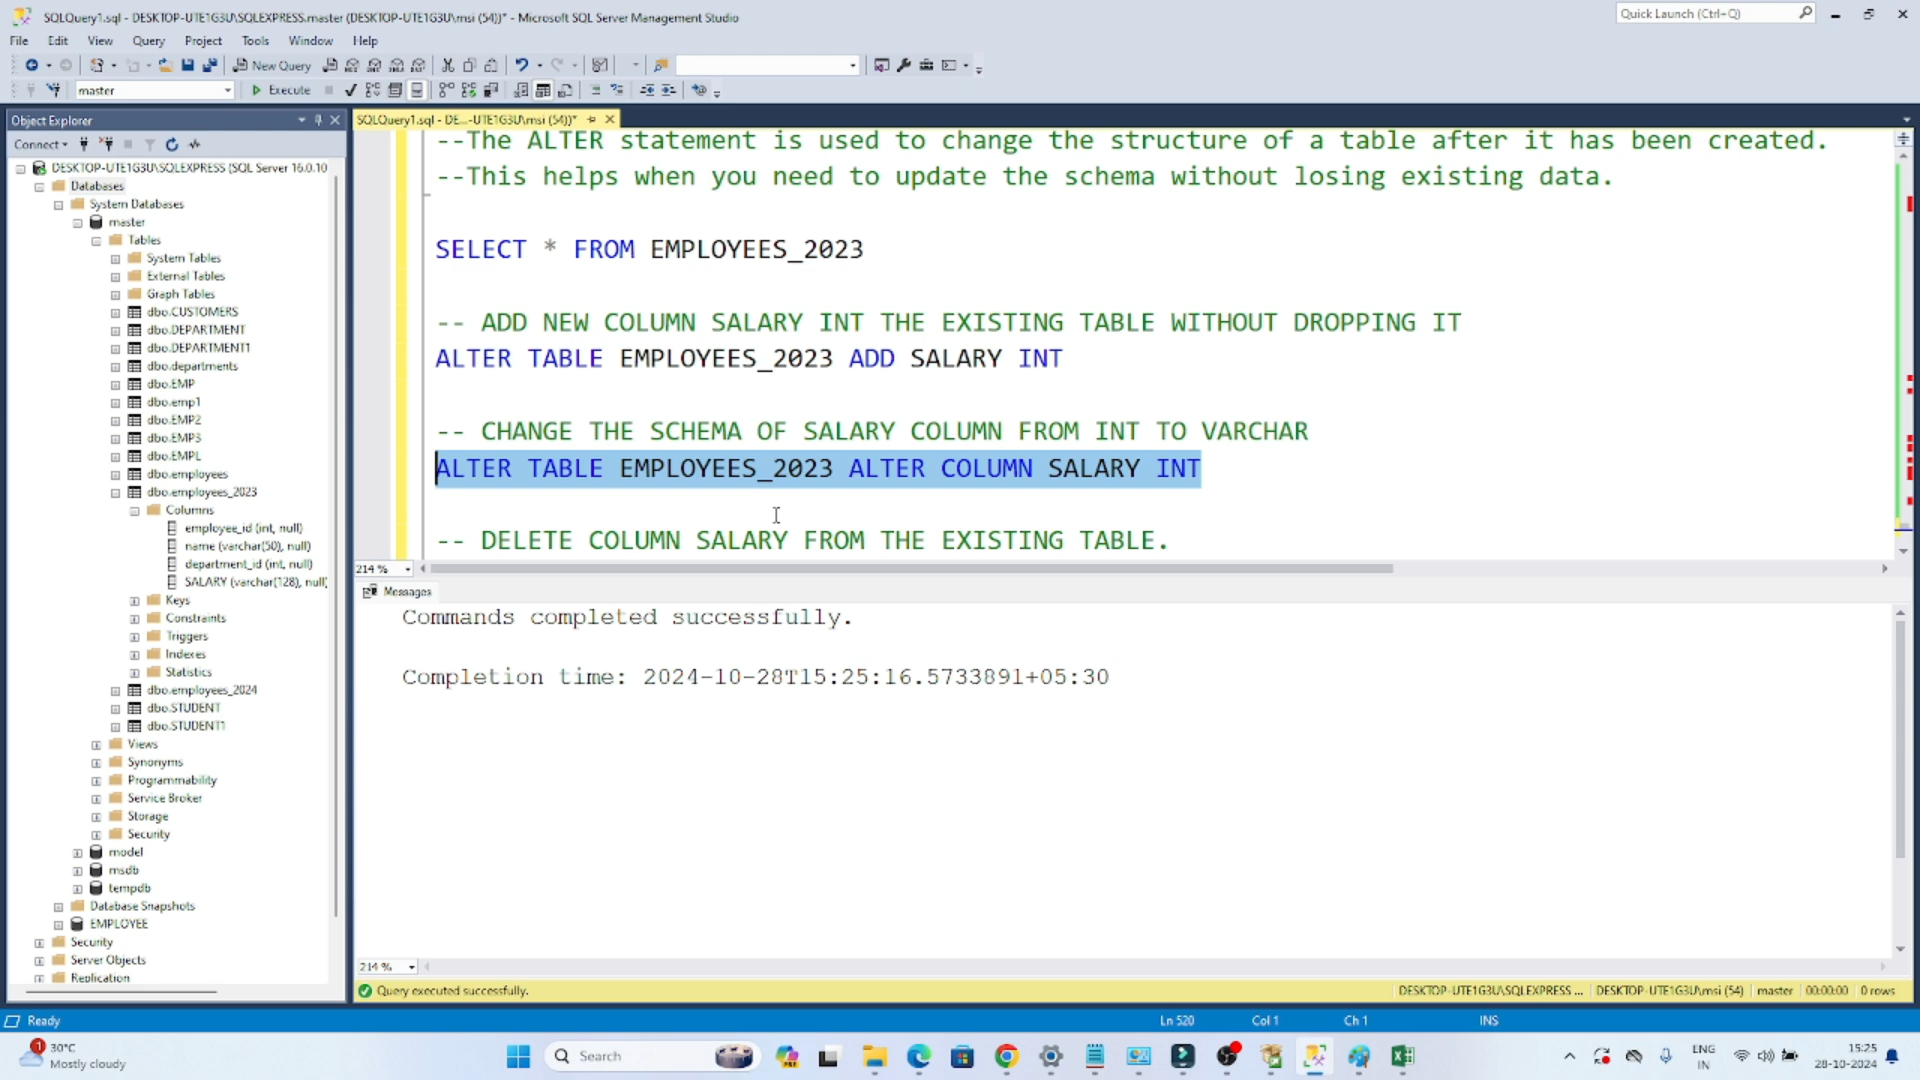 SQLQuery1.sql - DESKTOP-UTE1G3U\SQLEXPRESS.master (DESKTOP-UTE1G3U\msi (54))* - Microsoft SQL Server Management Studio
Quick Launch (Ctrl+Q)
File Edit View Query Project Tools Window Help
New Query
master
Execute
Object Explorer
SQLQuery1.sql - DE...-UTE1G3U\msi (54))*
Connect
DESKTOP-UTE1G3U\SQLEXPRESS (SQL Server 16.0.10
Databases
System Databases
master
Tables
System Tables
External Tables
Graph Tables
dbo.CUSTOMERS
dbo.DEPARTMENT
dbo.DEPARTMENT1
dbo.departments
dbo.EMP
dbo.emp1
dbo.EMP2
dbo.EMP3
dbo.EMPL
dbo.employees
dbo.employees_2023
Columns
employee_id (int, null)
name (varchar(50), null)
department_id (int, null)
SALARY (varchar(128), null)
Keys
Constraints
Triggers
Indexes
Statistics
dbo.employees_2024
dbo.STUDENT
dbo.STUDENT1
Views
Synonyms
Programmability
Service Broker
Storage
Security
model
msdb
tempdb
Database Snapshots
EMPLOYEE
Security
Server Objects
Replication
--The ALTER statement is used to change the structure of a table after it has been created.
--This helps when you need to update the schema without losing existing data.
SELECT * FROM EMPLOYEES_2023
-- ADD NEW COLUMN SALARY INT THE EXISTING TABLE WITHOUT DROPPING IT
ALTER TABLE EMPLOYEES_2023 ADD SALARY INT
-- CHANGE THE SCHEMA OF SALARY COLUMN FROM INT TO VARCHAR
ALTER TABLE EMPLOYEES_2023 ALTER COLUMN SALARY INT
-- DELETE COLUMN SALARY FROM THE EXISTING TABLE.
214 %
Messages
Commands completed successfully.
Completion time: 2024-10-28T15:25:16.5733891+05:30
214 %
Query executed successfully.
DESKTOP-UTE1G3U\SQLEXPRESS ... DESKTOP-UTE1G3U\msi (54) master 00:00:00 0 rows
Ready
Ln 520 Col 1 Ch 1 INS
1
30°C
Mostly cloudy
Search
ENG
IN
15:25
28-10-2024